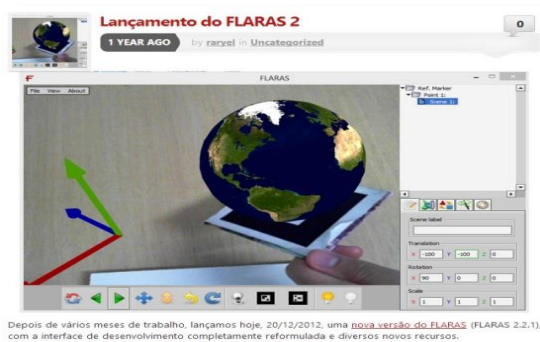 Lançamento do FLARAS 2
0
1 YEAR AGO by raryel in Uncategorized
FLARAS
File View About
Ref. Marker
Point 1:
Scene 1:
Scene label
Translation
X -100 Y -100 Z 0
Rotation
X 90 Y 0 Z 0
Scale
X 1 Y 1 Z 1
Depois de vários meses de trabalho, lançamos hoje, 20/12/2012, uma nova versão do FLARAS (FLARAS 2.2.1),
com a interface de desenvolvimento completamente reformulada e diversos novos recursos.